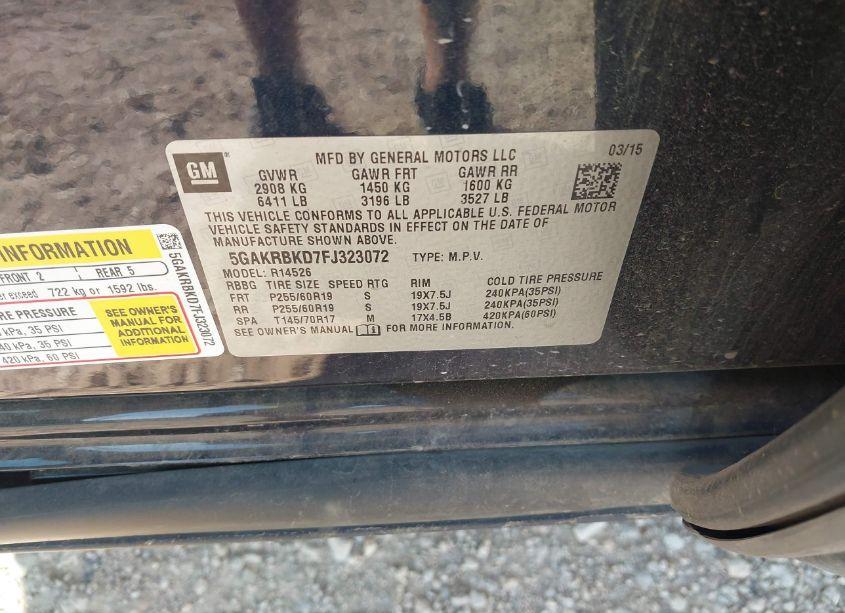 GM
MFD BY GENERAL MOTORS LLC
03/15
GVWR GAWR FRT GAWR RR
2908 KG 1450 KG 1600 KG
6411 LB 3196 LB 3527 LB
THIS VEHICLE CONFORMS TO ALL APPLICABLE U.S. FEDERAL MOTOR
VEHICLE SAFETY STANDARDS IN EFFECT ON THE DATE OF
MANUFACTURE SHOWN ABOVE.
5GAKRBKD7FJ323072 TYPE: M.P.V.
MODEL: R14526
RBBG TIRE SIZE SPEED RTG RIM COLD TIRE PRESSURE
FRT P255/60R19 S 19X7.5J 240KPA(35PSI)
RR P255/60R19 S 19X7.5J 240KPA(35PSI)
SPA T145/70R17 M 17X4.5B 420KPA(60PSI)
SEE OWNER'S MANUAL FOR MORE INFORMATION.
INFORMATION
FRONT 2 REAR 5
exceed 722 kg or 1592 lbs.
PRESSURE
kPa, 35 PSI
kPa, 35 PSI
420 kPa, 60 PSI
SEE OWNER'S
MANUAL FOR
ADDITIONAL
INFORMATION
5GAKRBKD7FJ323072